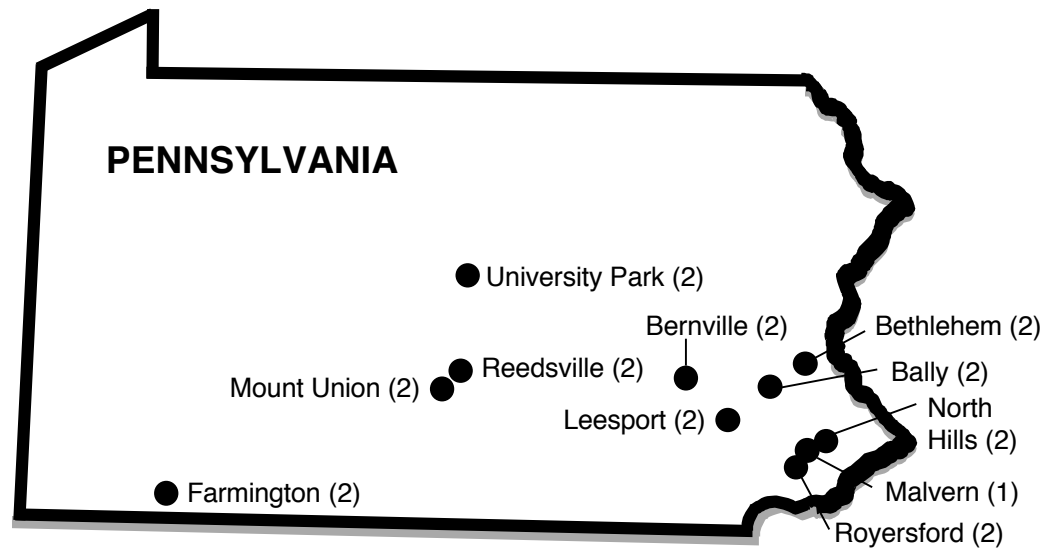 PENNSYLVANIA
University Park (2)
Bernville (2)
Bethlehem (2)
Reedsville (2)
Bally (2)
Mount Union (2)
North
Hills (2)
Leesport (2)
Farmington (2)
Malvern (1)
Royersford (2)